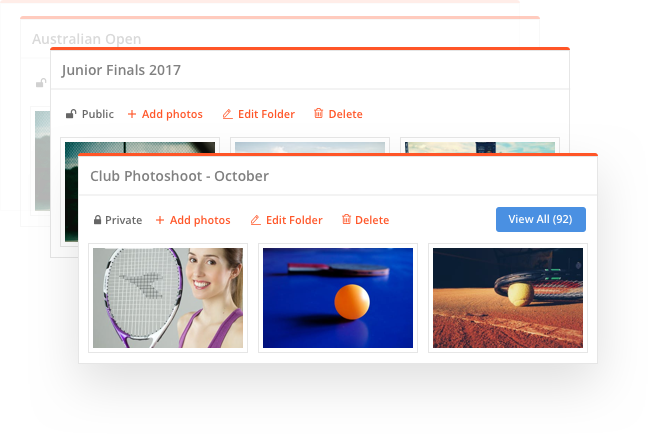 Australian Open
Junior Finals 2017
Public + Add photos Edit Folder Delete
Club Photoshoot - October
Private + Add photos Edit Folder Delete View All (92)